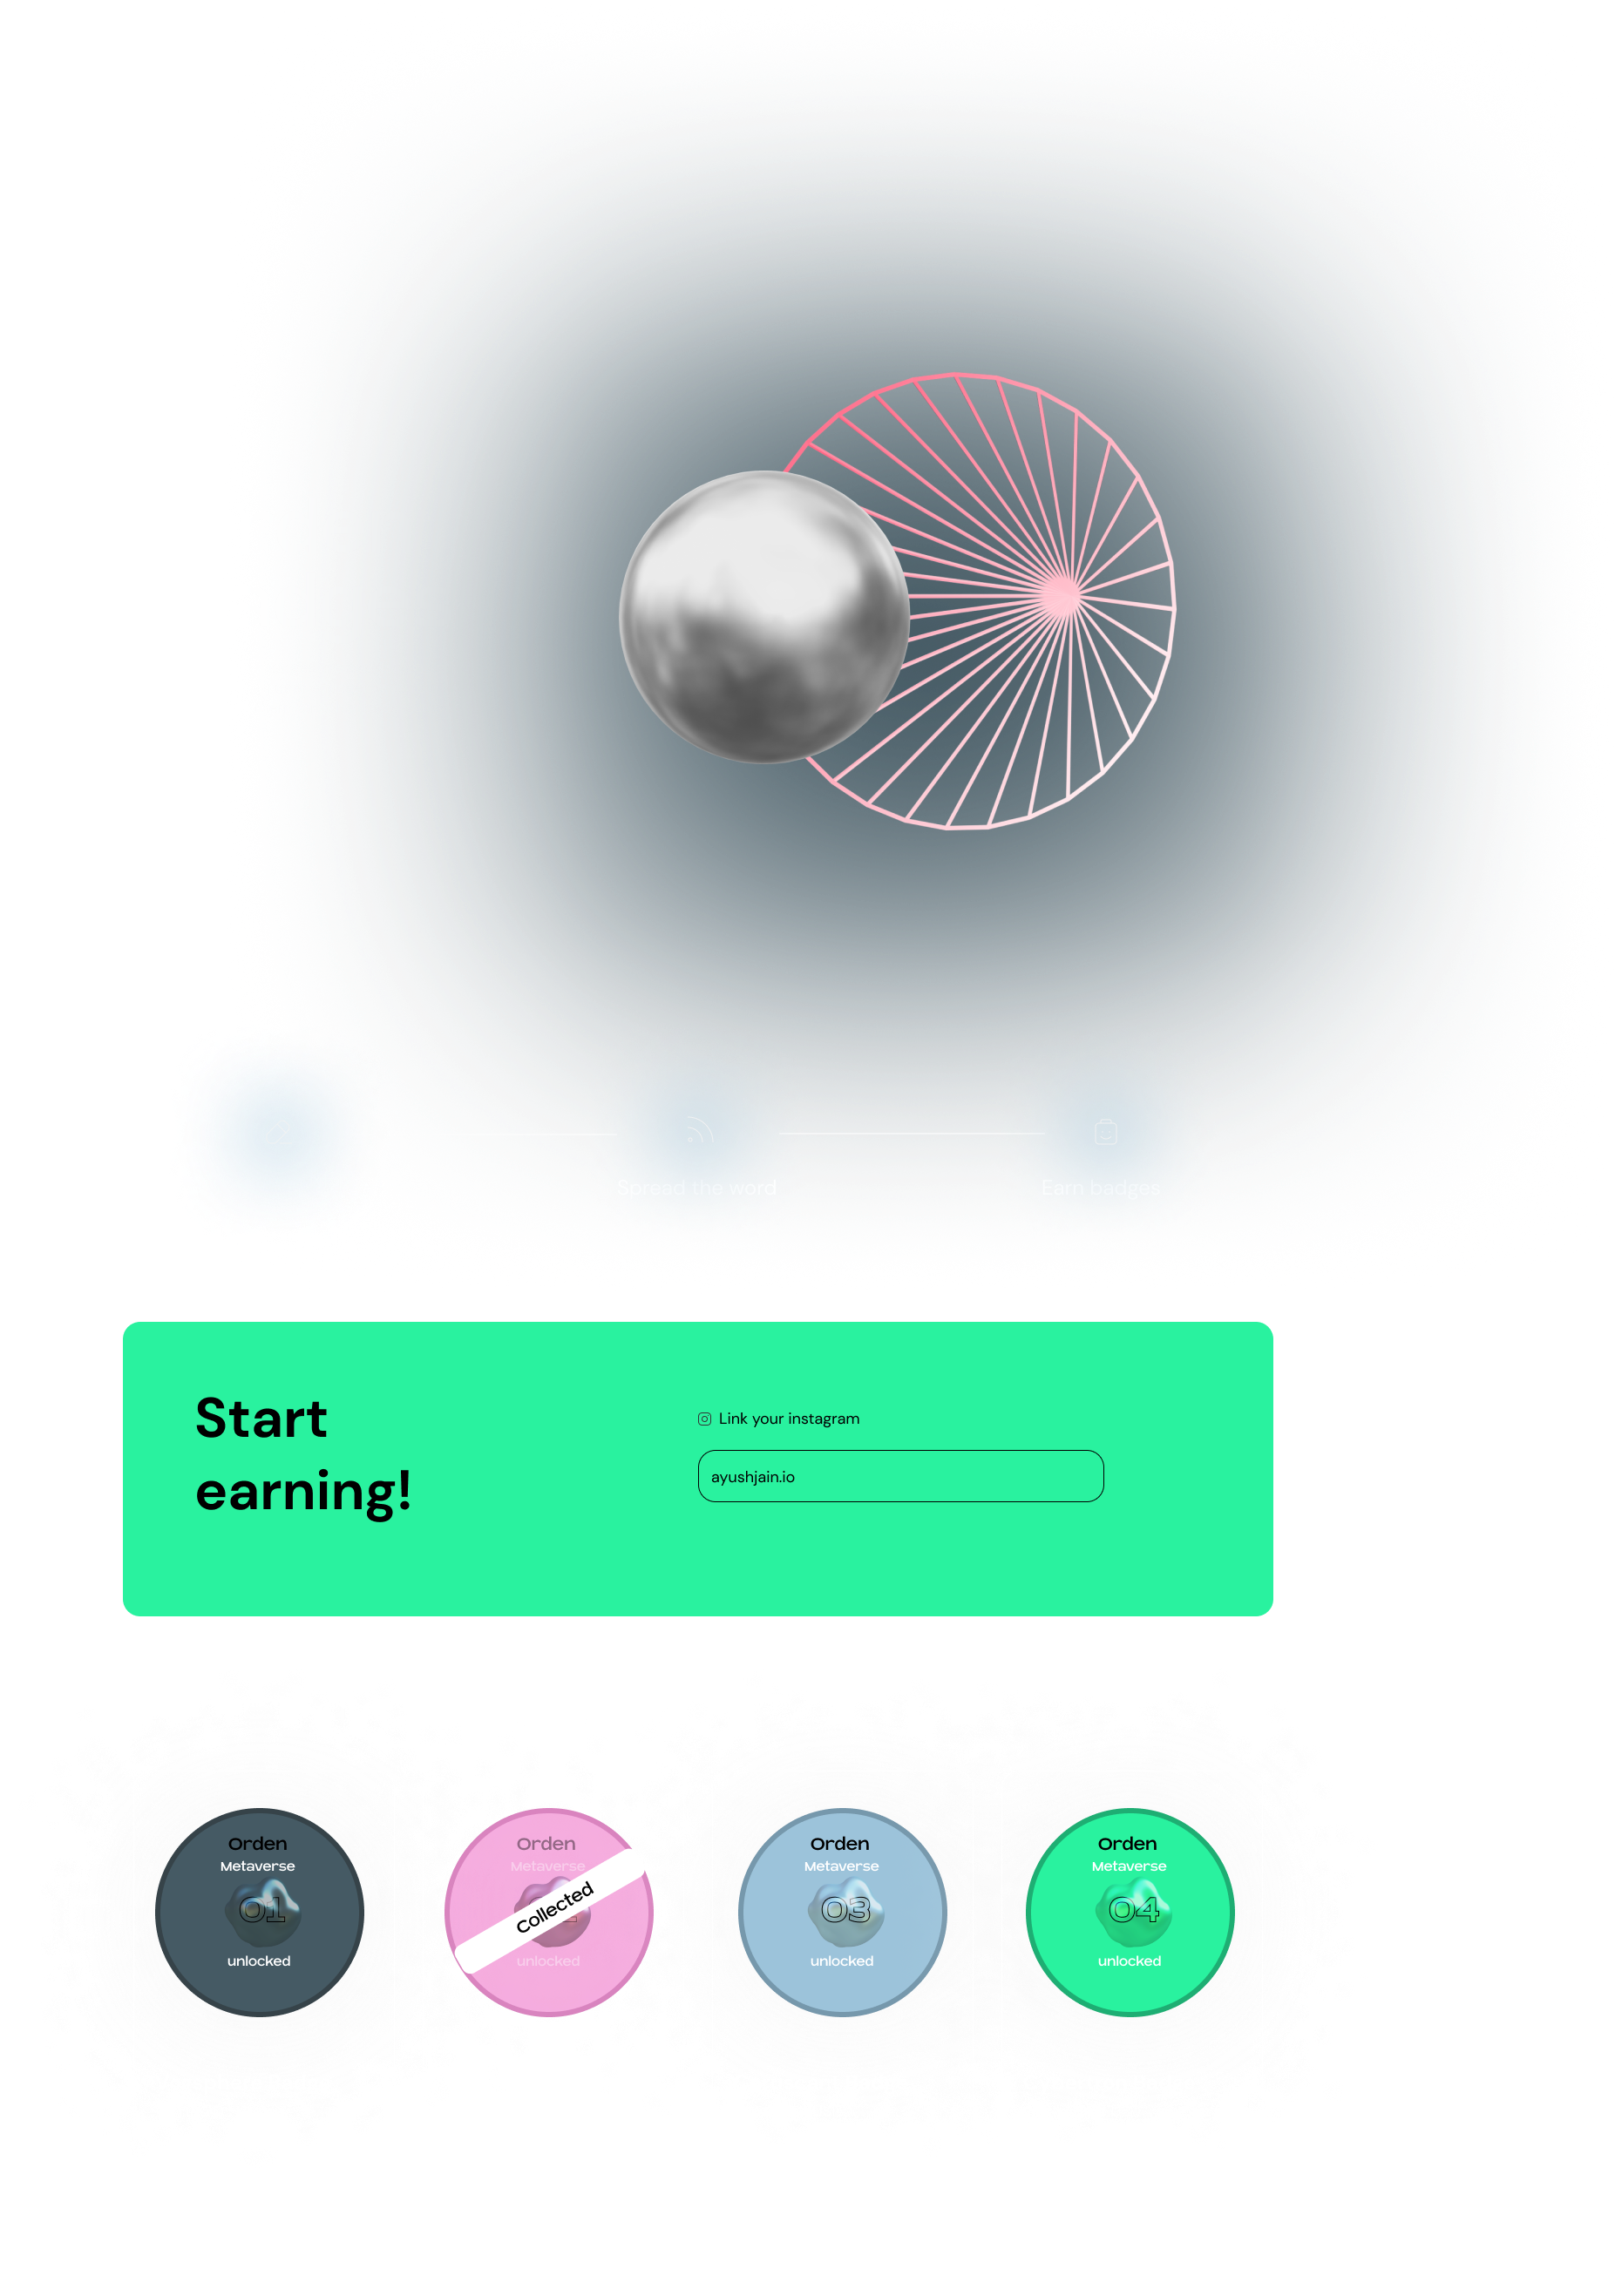 Spread the word
Earn badges
Start
earning!
Link your instagram
ayushjain.io
Orden
Metaverse
01
unlocked
Orden
Metaverse
Collected
unlocked
Orden
Metaverse
03
unlocked
Orden
Metaverse
04
unlocked